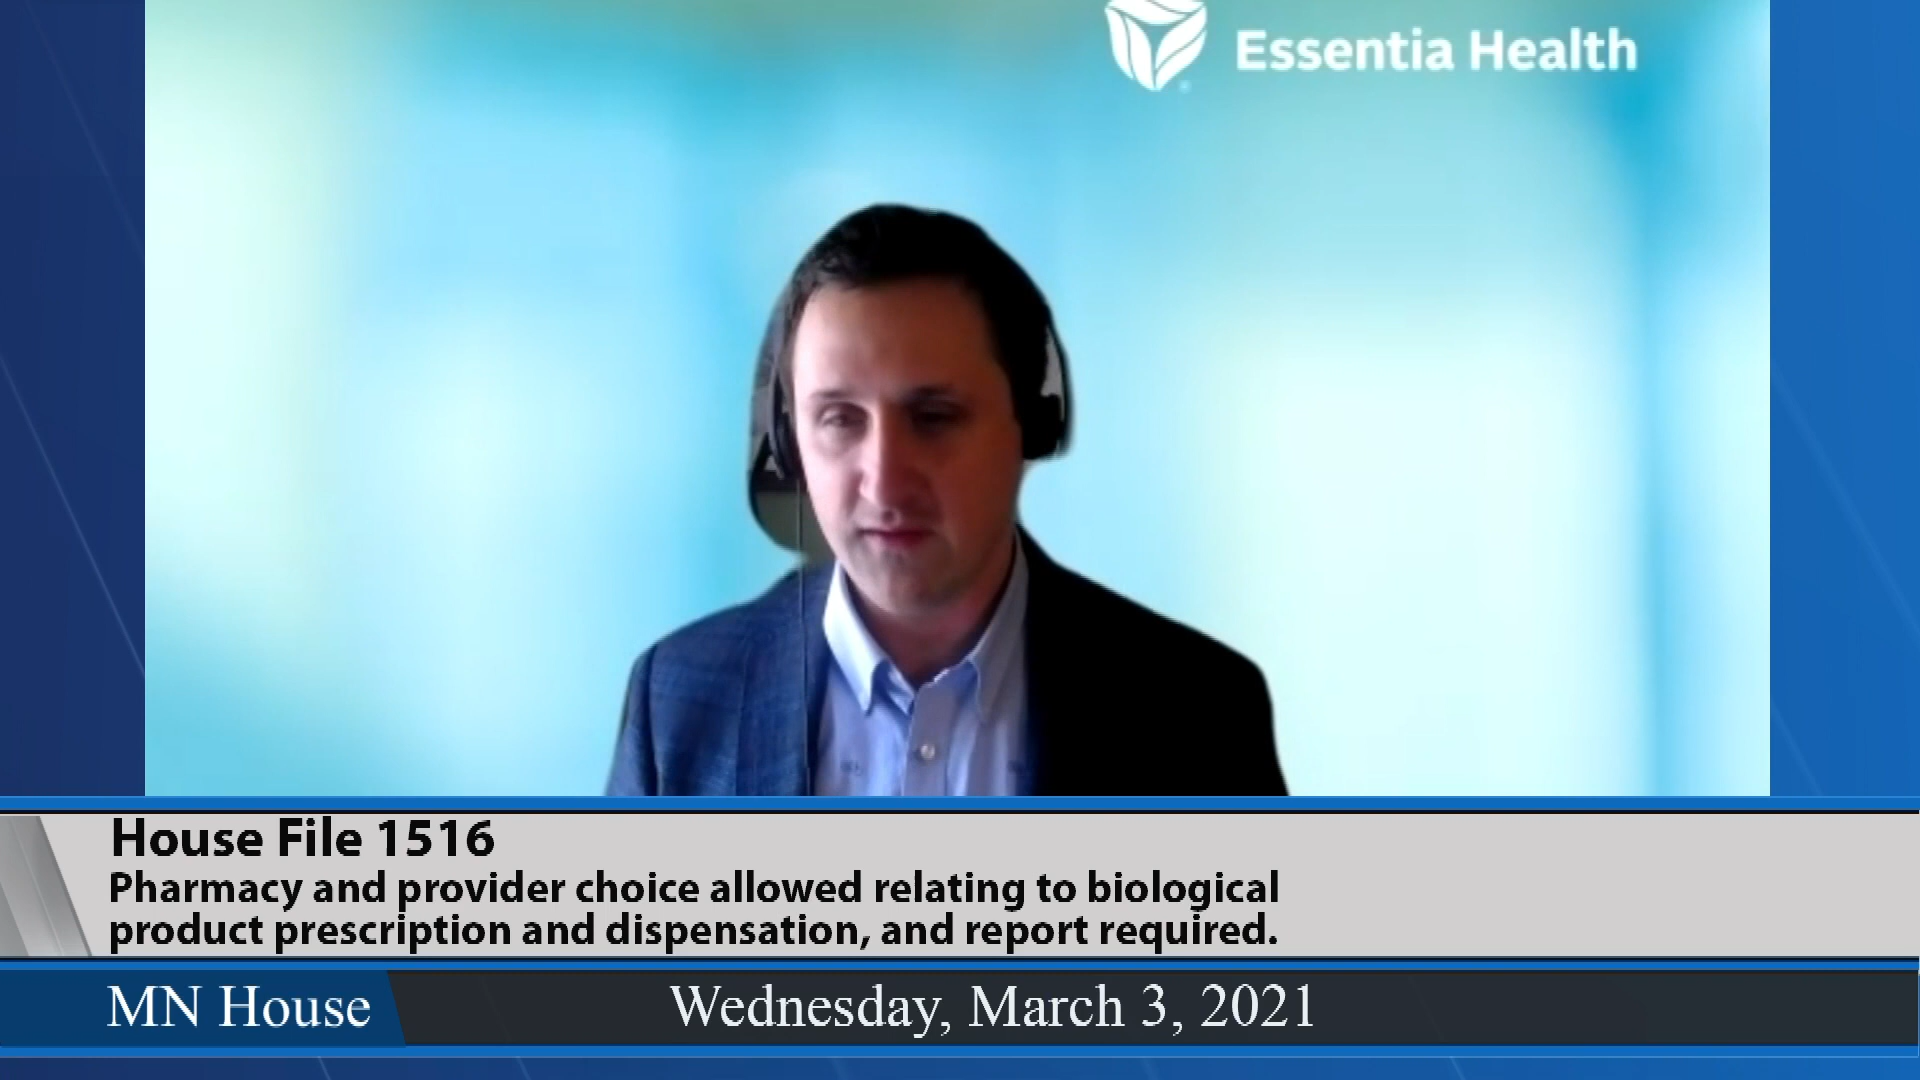 Essentia Health
House File 1516
Pharmacy and provider choice allowed relating to biological
product prescription and dispensation, and report required.
MN House
Wednesday, March 3, 2021